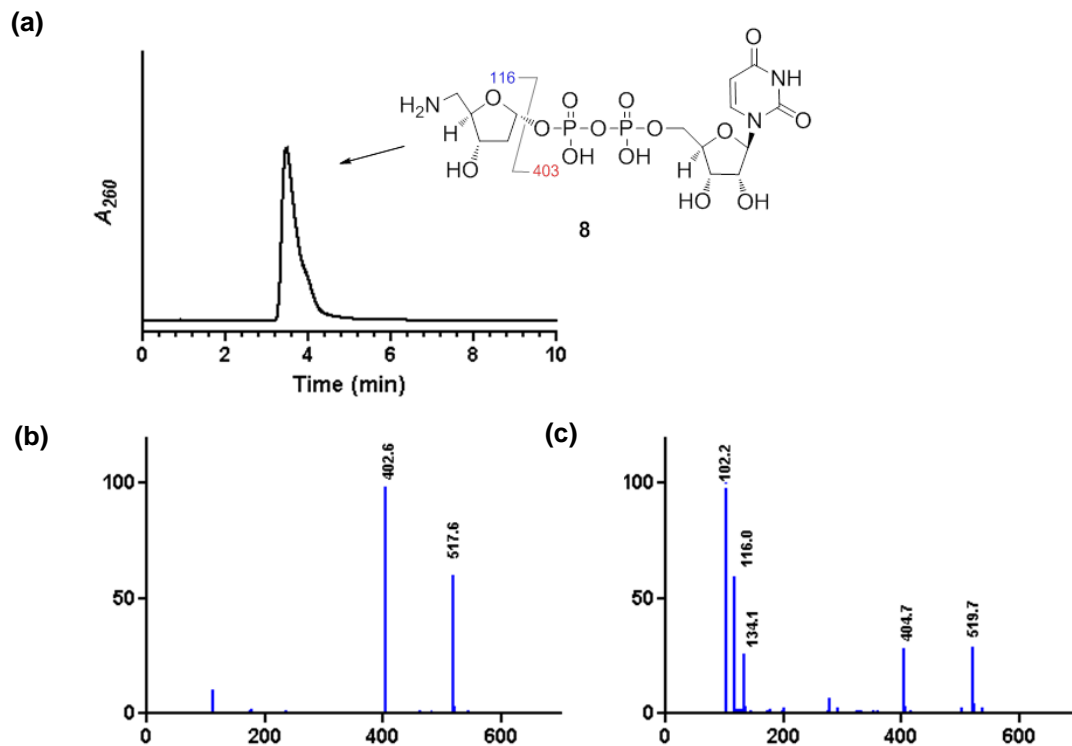 (a)
A260
0 2 4 6 8 10
Time (min)
116
403
H2N
H
HO
O
O
O
P
O
P
O
O
OH
OH
O
NH
N
O
O
H
HO
OH
8
(b)
100
50
0
0 200 400 600
402.6
517.6
(c)
100
50
0
0 200 400 600
102.2
116.0
134.1
404.7
519.7